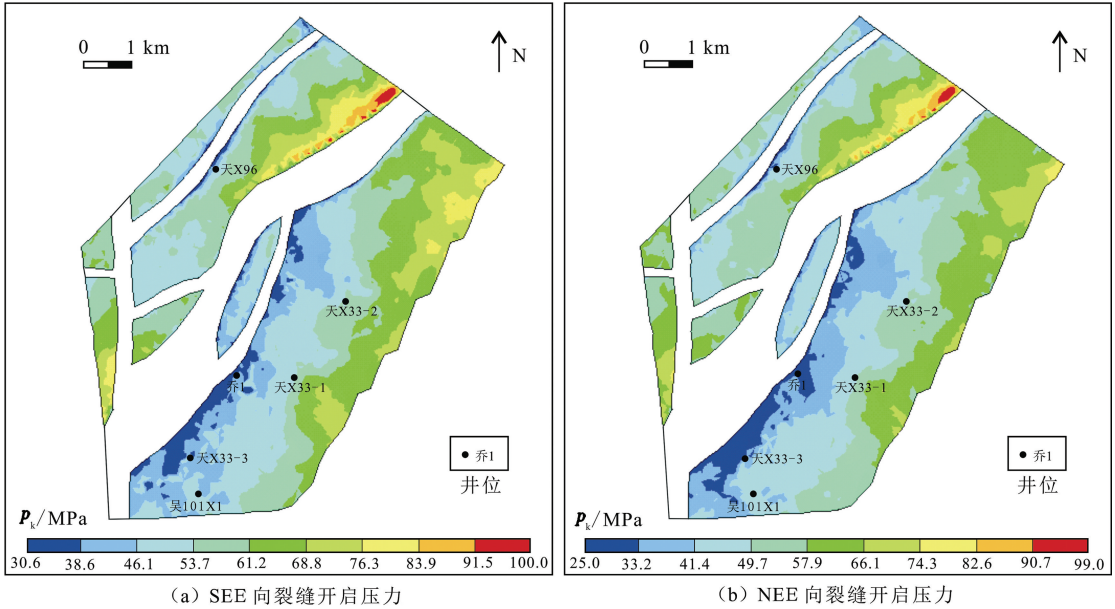 0 1 km
N
天X96
天X33-2
乔1
天X33-1
天X33-3
吴101X1
乔1
井位
Pk/MPa
30.6 38.6 46.1 53.7 61.2 68.8 76.3 83.9 91.5 100.0
(a) SEE 向裂缝开启压力
0 1 km
N
天X96
天X33-2
乔1
天X33-1
天X33-3
吴101X1
乔1
井位
Pk/MPa
25.0 33.2 41.4 49.7 57.9 66.1 74.3 82.6 90.7 99.0
(b) NEE 向裂缝开启压力